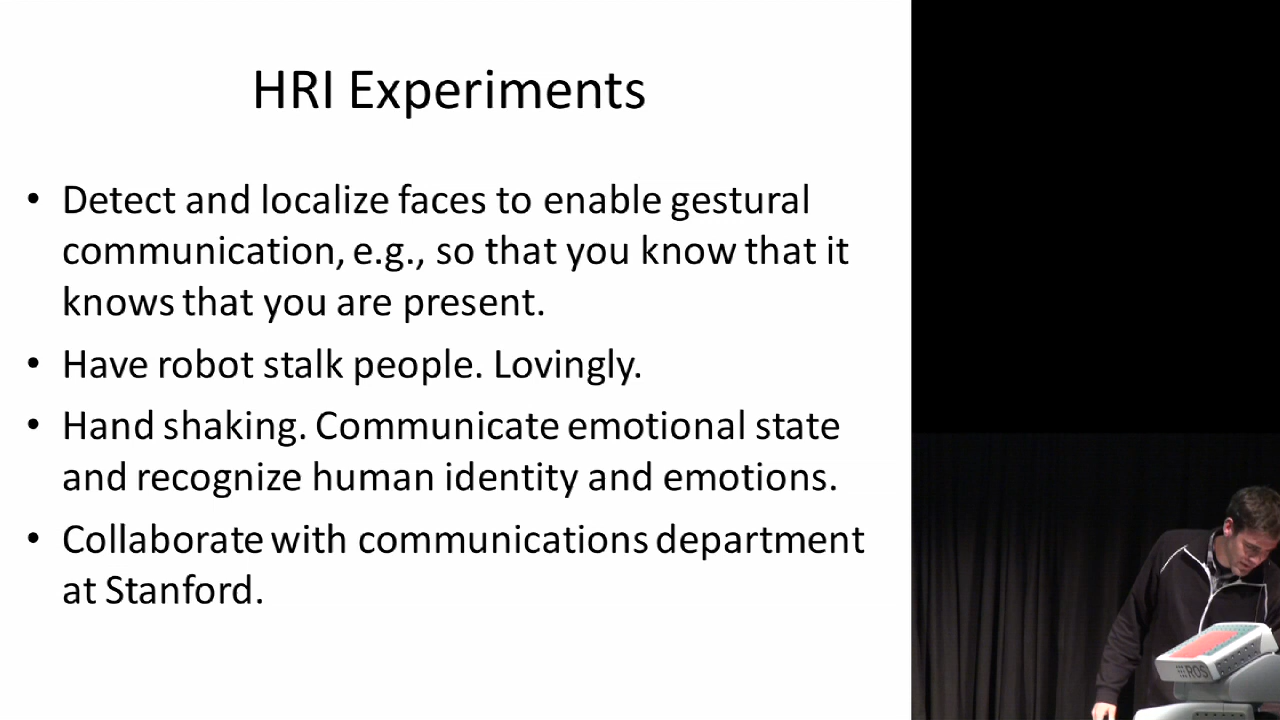 HRI Experiments
• Detect and localize faces to enable gestural
communication, e.g., so that you know that it
knows that you are present.
• Have robot stalk people. Lovingly.
• Hand shaking. Communicate emotional state
and recognize human identity and emotions.
• Collaborate with communications department
at Stanford.
ROS